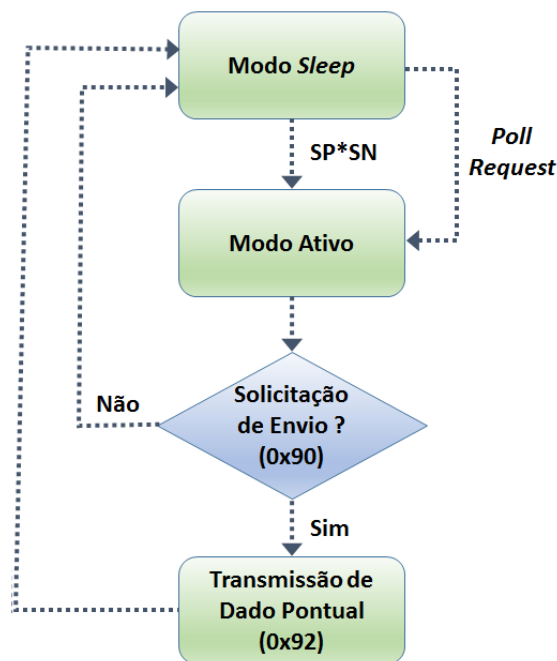 Modo Sleep
SP*SN
Poll
Request
Modo Ativo
Solicitação
de Envio ?
(0x90)
Não
Sim
Transmissão de
Dado Pontual
(0x92)